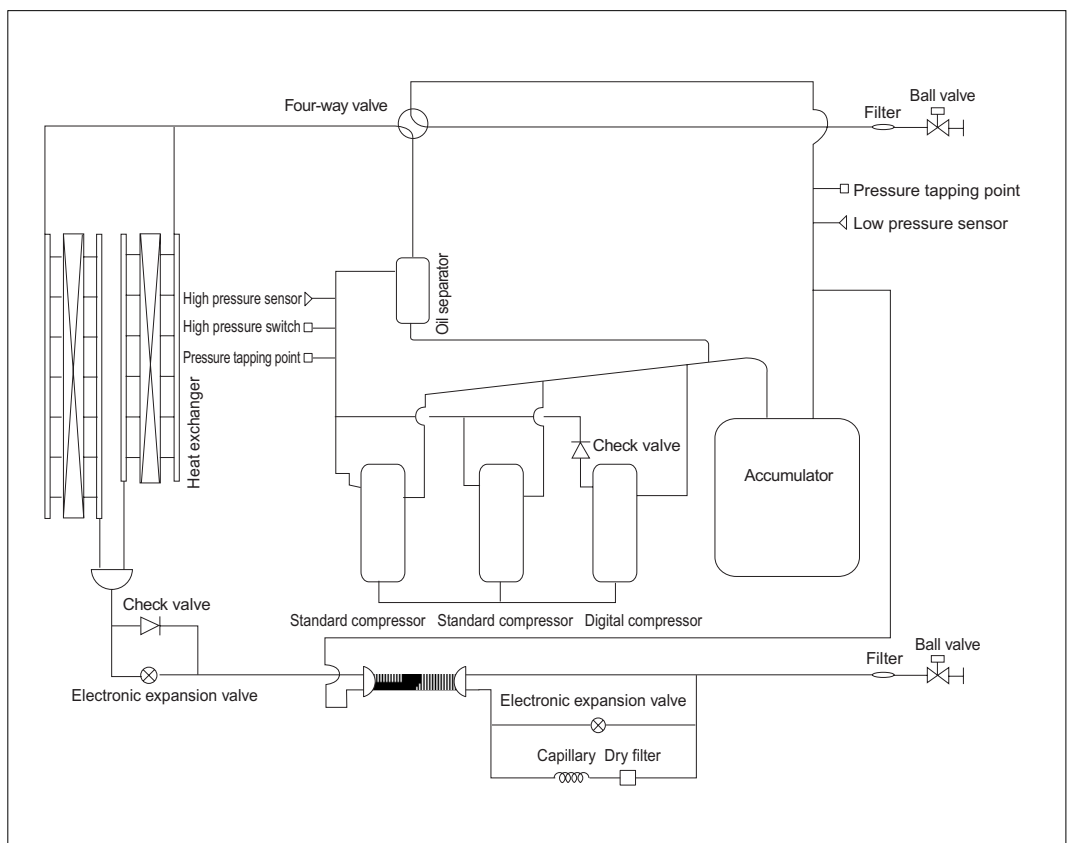 Ball valve
Four-way valve
Filter
Pressure tapping point
Low pressure sensor
Oil separator
High pressure sensor
High pressure switch
Pressure tapping point
Heat exchanger
Check valve
Accumulator
Check valve
Standard compressor
Standard compressor
Digital compressor
Ball valve
Filter
Electronic expansion valve
Electronic expansion valve
Capillary
Dry filter